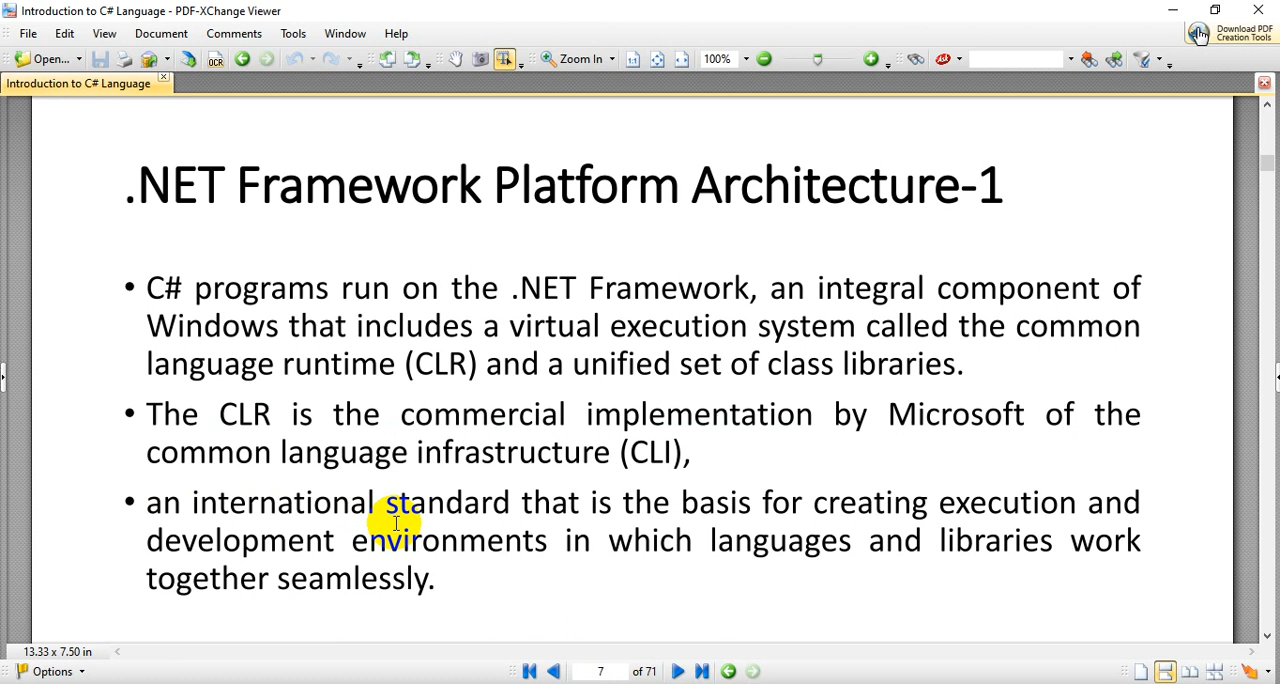 Introduction to C# Language - PDF-XChange Viewer
File Edit View Document Comments Tools Window Help
Download PDF
Creation Tools
Open... OCR Zoom In 100%
Introduction to C# Language
.NET Framework Platform Architecture-1
• C# programs run on the .NET Framework, an integral component of
Windows that includes a virtual execution system called the common
language runtime (CLR) and a unified set of class libraries.
• The CLR is the commercial implementation by Microsoft of the
common language infrastructure (CLI),
• an international standard that is the basis for creating execution and
development environments in which languages and libraries work
together seamlessly.
13.33 x 7.50 in
Options 7 of 71